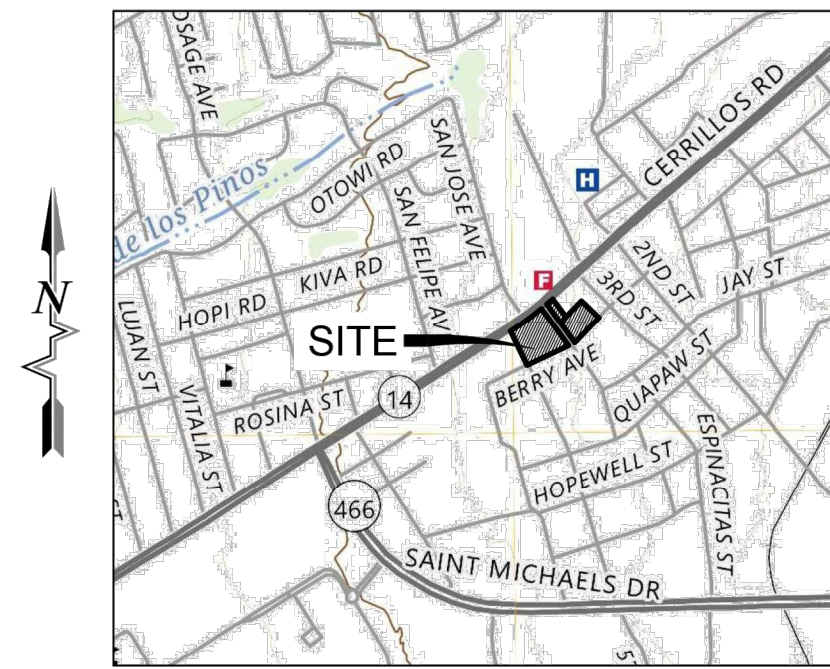 OSAGE AVE
CERRILLOS RD
SAN JOSE AVE
OTOWI RD
H
de los Pinos
SAN FELIPE AV
2ND ST
N
KIVA RD
F
3RD ST
JAY ST
HOPI RD
LUJAN ST
SITE
BERRY AVE
QUAPAW ST
VITALIA ST
14
ROSINA ST
ESPINACITAS ST
HOPEWELL ST
466
SAINT MICHAELS DR